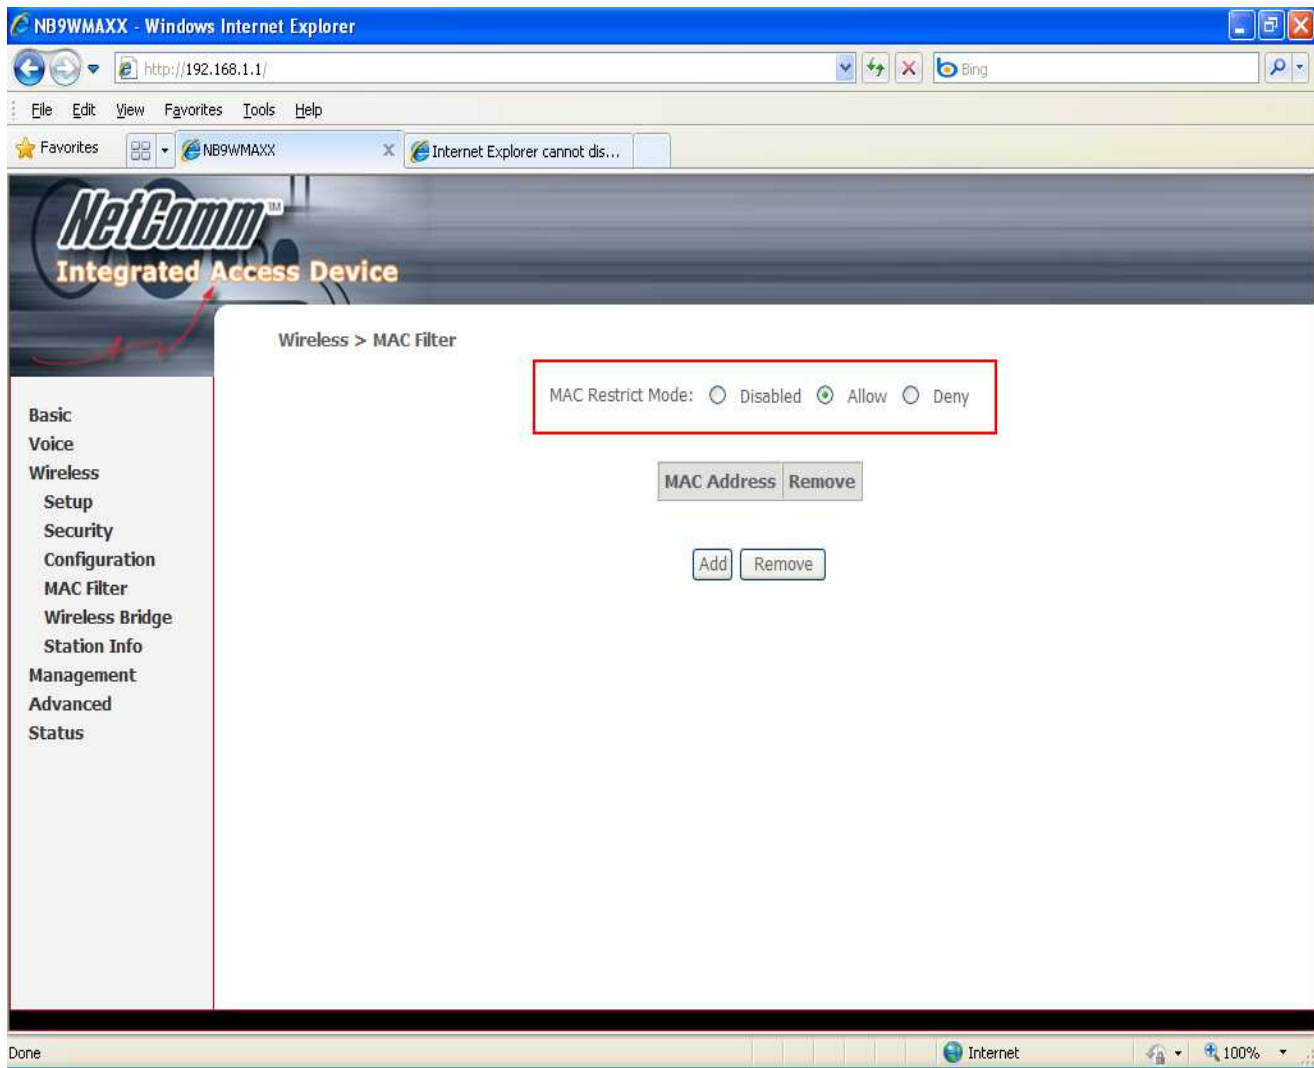 NB9WMAXX - Windows Internet Explorer
http://192.168.1.1/
Bing
File Edit View Favorites Tools Help
Favorites
NB9WMAXX
Internet Explorer cannot dis...
NetComm™
Integrated Access Device
Wireless > MAC Filter
MAC Restrict Mode: Disabled Allow Deny
MAC Address Remove
Add Remove
Basic
Voice
Wireless
Setup
Security
Configuration
MAC Filter
Wireless Bridge
Station Info
Management
Advanced
Status
Done Internet 100%